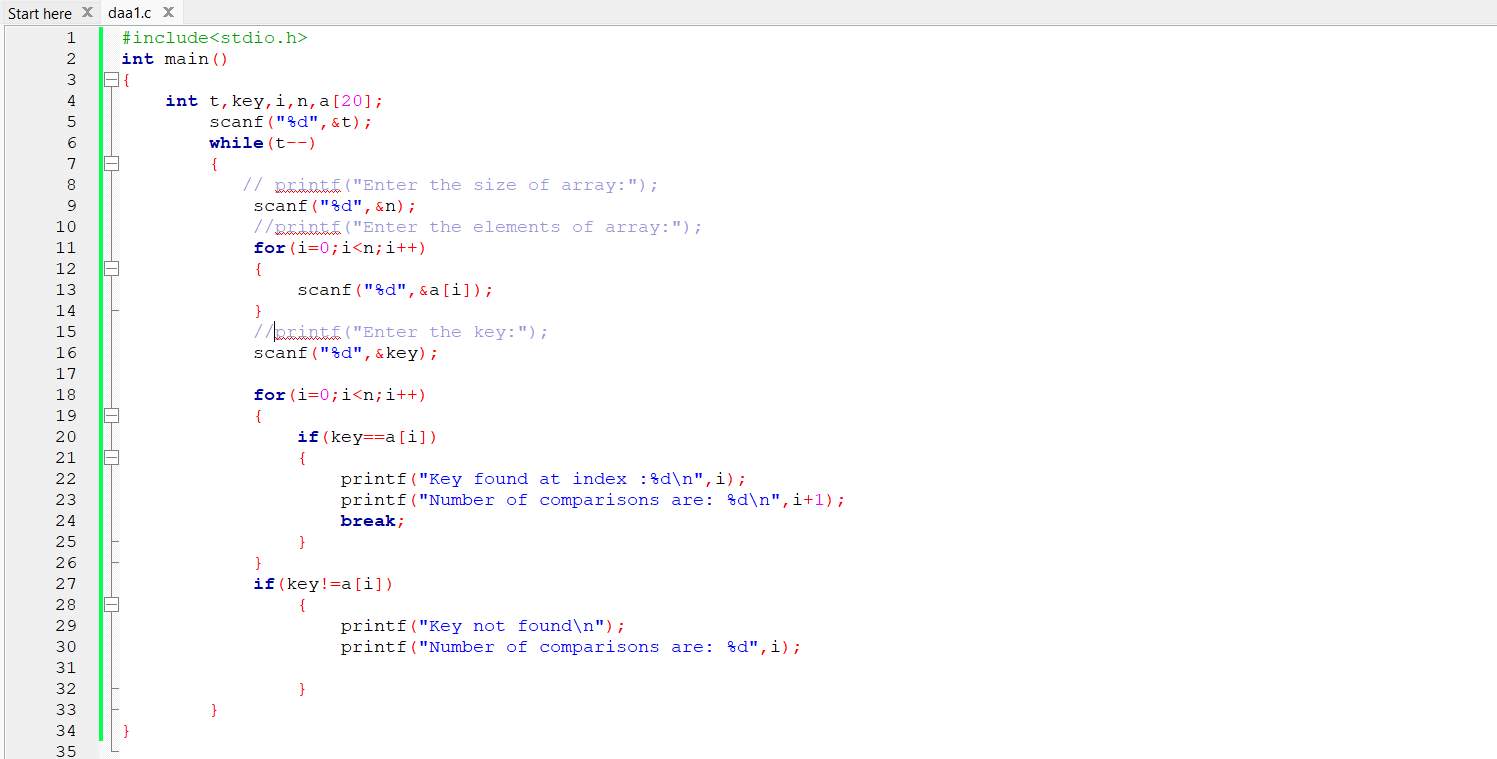 Start here X daa1.c X
1 #include<stdio.h>
2 int main()
3 {
4     int t,key,i,n,a[20];
5         scanf("%d",&t);
6         while(t--)
7         {
8            // printf("Enter the size of array:");
9             scanf("%d",&n);
10             //printf("Enter the elements of array:");
11             for(i=0;i<n;i++)
12             {
13                 scanf("%d",&a[i]);
14             }
15             //printf("Enter the key:");
16             scanf("%d",&key);
17
18             for(i=0;i<n;i++)
19             {
20                 if(key==a[i])
21                 {
22                     printf("Key found at index :%d\n",i);
23                     printf("Number of comparisons are: %d\n",i+1);
24                     break;
25                 }
26             }
27             if(key!=a[i])
28                 {
29                     printf("Key not found\n");
30                     printf("Number of comparisons are: %d",i);
31
32                 }
33         }
34 }
35